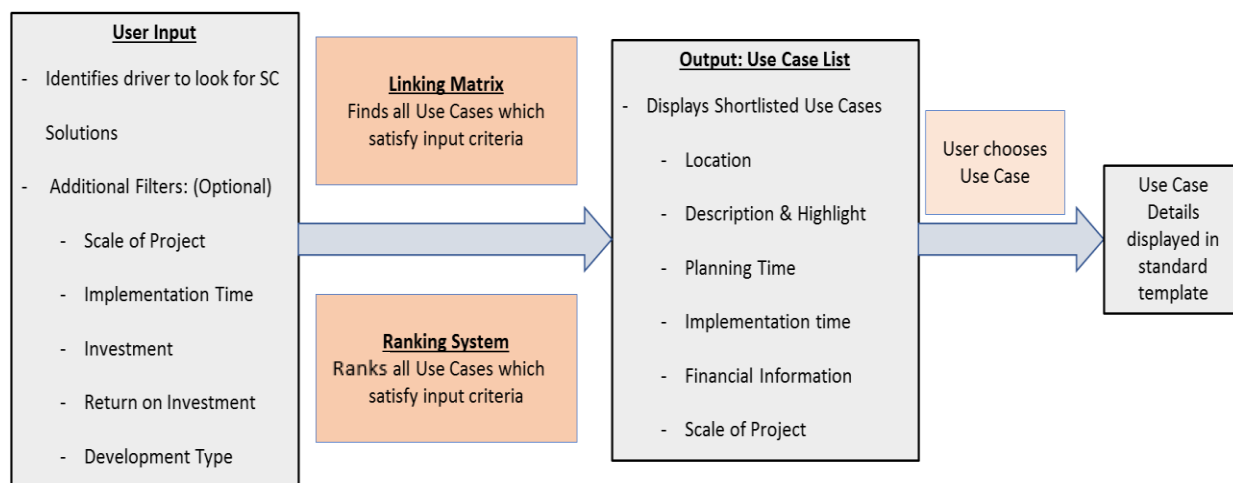 User Input
- Identifies driver to look for SC
Solutions
- Additional Filters: (Optional)
- Scale of Project
- Implementation Time
- Investment
- Return on Investment
- Development Type
Linking Matrix
Finds all Use Cases which
satisfy input criteria
Ranking System
Ranks all Use Cases which
satisfy input criteria
Output: Use Case List
- Displays Shortlisted Use Cases
- Location
- Description & Highlight
- Planning Time
- Implementation time
- Financial Information
- Scale of Project
User chooses
Use Case
Use Case
Details
displayed in
standard
template